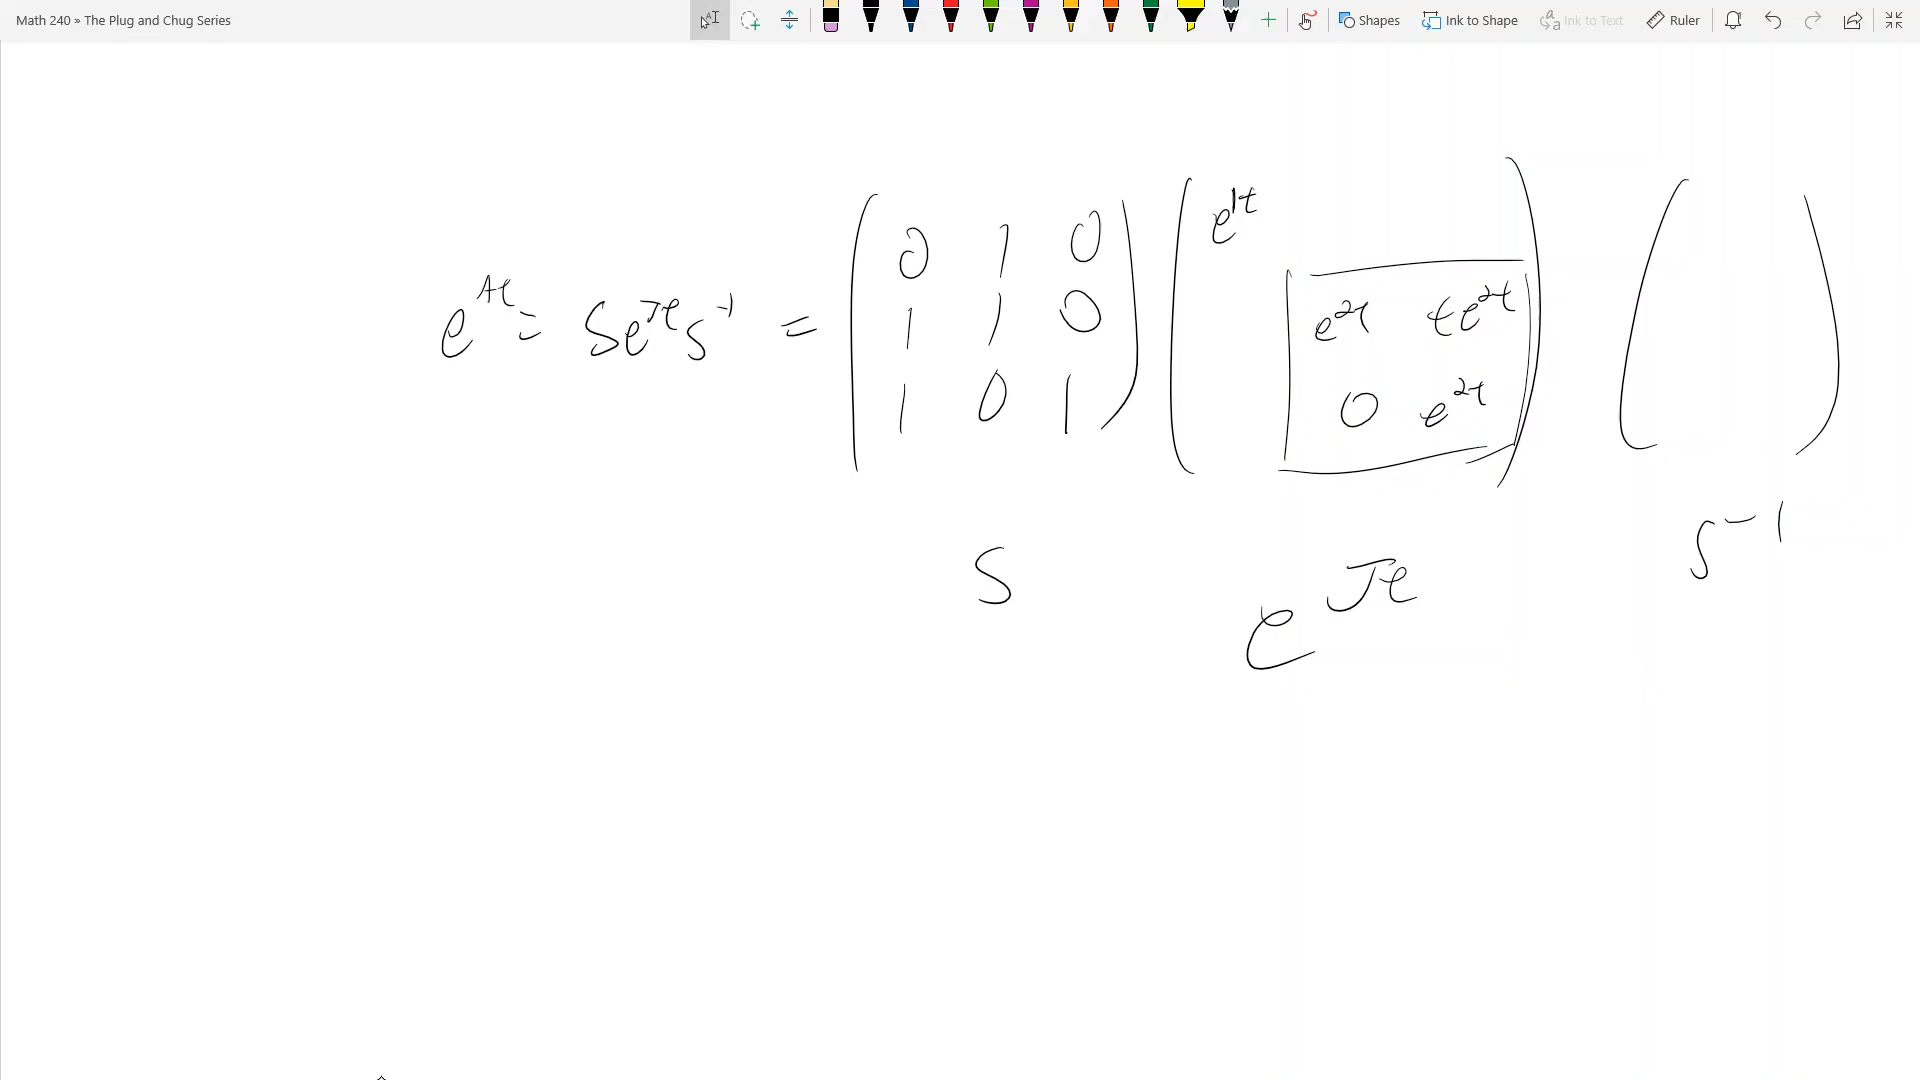 Math 240 » The Plug and Chug Series
Shapes Ink to Shape Ink to Text Ruler
e^{At} = Se^{Jt}S^{-1} = ( 0 1 0 ) ( e^{1t} ) ( )
1 1 0 e^{2t} te^{2t}
1 0 1 0 e^{2t}
S e^{Jt} S^{-1}